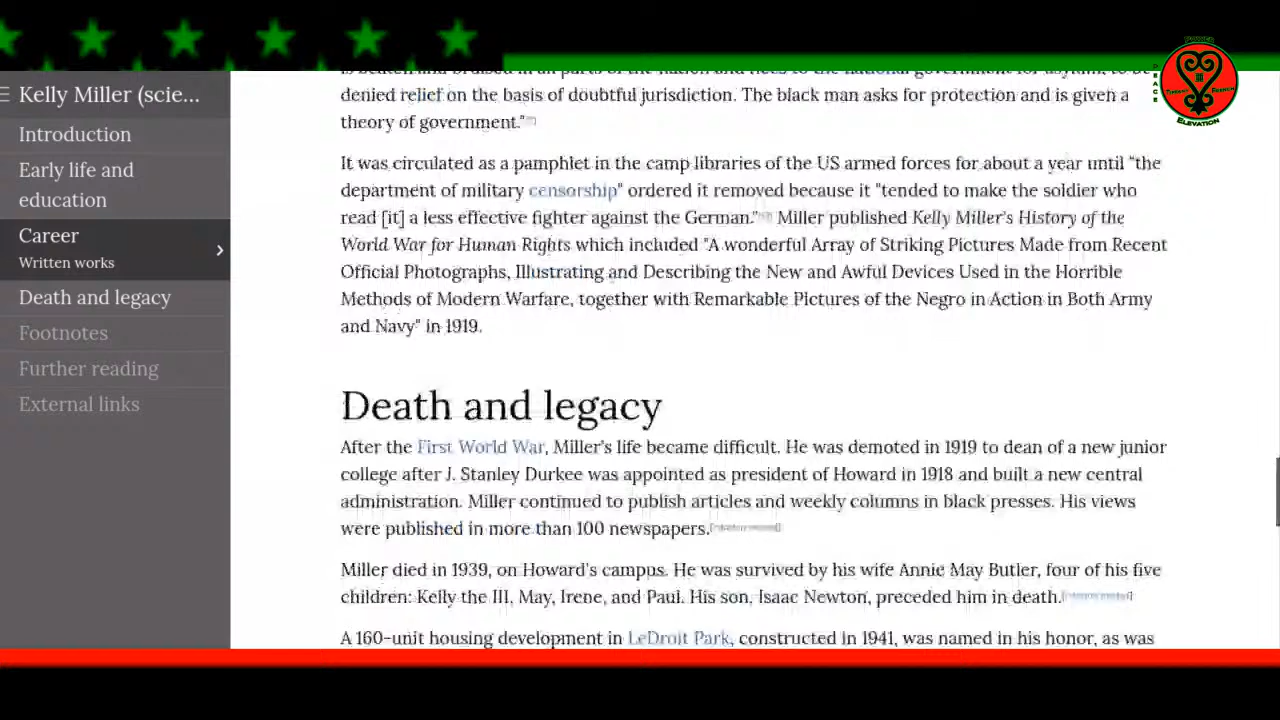 Kelly Miller (scie...
Introduction
Early life and
education
Career
Written works
Death and legacy
Footnotes
Further reading
External links
denied relief on the basis of doubtful jurisdiction. The black man asks for protection and is given a
theory of government."
It was circulated as a pamphlet in the camp libraries of the US armed forces for about a year until "the
department of military censorship" ordered it removed because it "tended to make the soldier who
read [it] a less effective fighter against the German." Miller published Kelly Miller's History of the
World War for Human Rights which included "A wonderful Array of Striking Pictures Made from Recent
Official Photographs, Illustrating and Describing the New and Awful Devices Used in the Horrible
Methods of Modern Warfare, together with Remarkable Pictures of the Negro in Action in Both Army
and Navy" in 1919.
Death and legacy
After the First World War, Miller's life became difficult. He was demoted in 1919 to dean of a new junior
college after J. Stanley Durkee was appointed as president of Howard in 1918 and built a new central
administration. Miller continued to publish articles and weekly columns in black presses. His views
were published in more than 100 newspapers.
Miller died in 1939, on Howard's campus. He was survived by his wife Annie May Butler, four of his five
children: Kelly the III, May, Irene, and Paul. His son, Isaac Newton, preceded him in death.
A 160-unit housing development in LeDroit Park, constructed in 1941, was named in his honor, as was
POWER
PEACE
ELEVATION